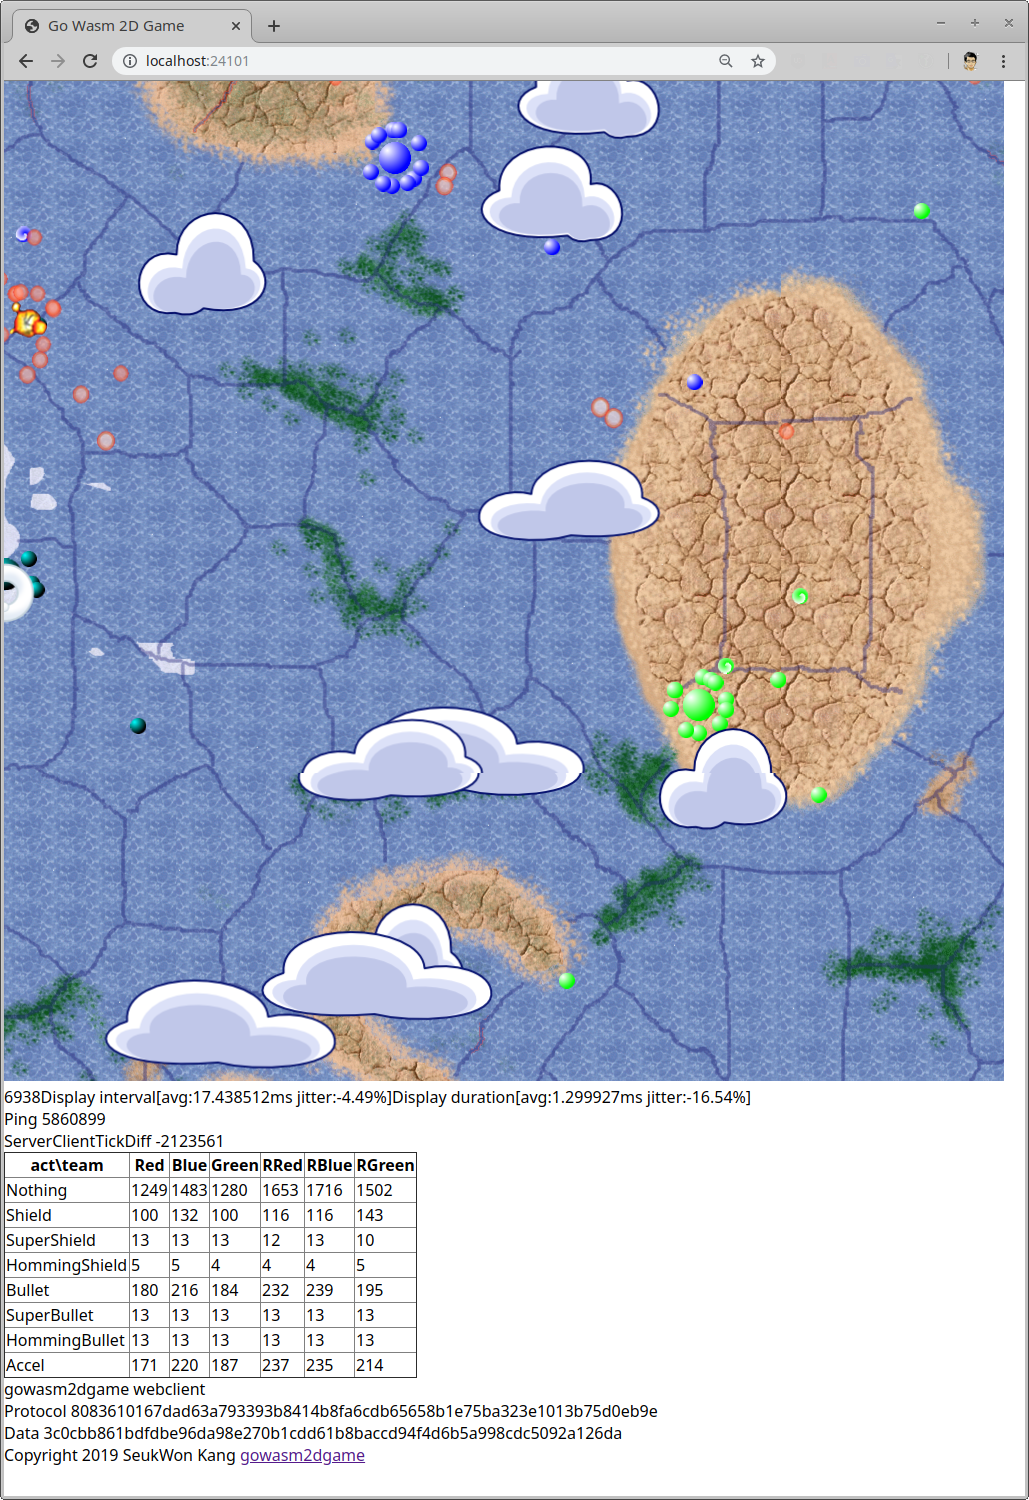 Go Wasm 2D Game
localhost:24101
6938Display interval[avg:17.438512ms jitter:-4.49%]Display duration[avg:1.299927ms jitter:-16.54%]
Ping 5860899
ServerClientTickDiff -2123561
act\team Red Blue Green RRed RBlue RGreen
Nothing 1249 1483 1280 1653 1716 1502
Shield 100 132 100 116 116 143
SuperShield 13 13 13 12 13 10
HommingShield 5 5 4 4 4 5
Bullet 180 216 184 232 239 195
SuperBullet 13 13 13 13 13 13
HommingBullet 13 13 13 13 13 13
Accel 171 220 187 237 235 214
gowasm2dgame webclient
Protocol 8083610167dad63a793393b8414b8fa6cdb65658b1e75ba323e1013b75d0eb9e
Data 3c0cbb861bdfdbe96da98e270b1cdd61b8baccd94f4d6b5a998cdc5092a126da
Copyright 2019 SeukWon Kang gowasm2dgame